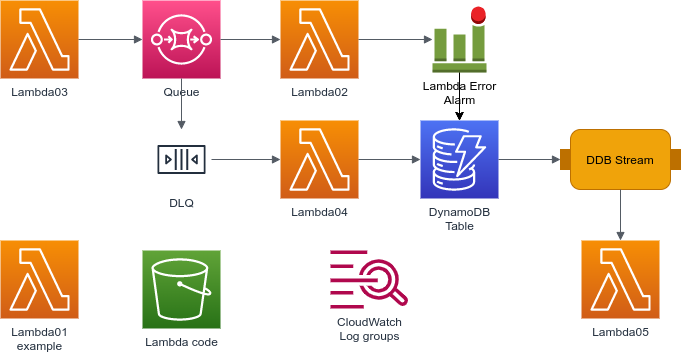 Lambda03
Queue
Lambda02
Lambda Error
Alarm
DLQ
Lambda04
DynamoDB
Table
DDB Stream
Lambda01
example
Lambda code
CloudWatch
Log groups
Lambda05